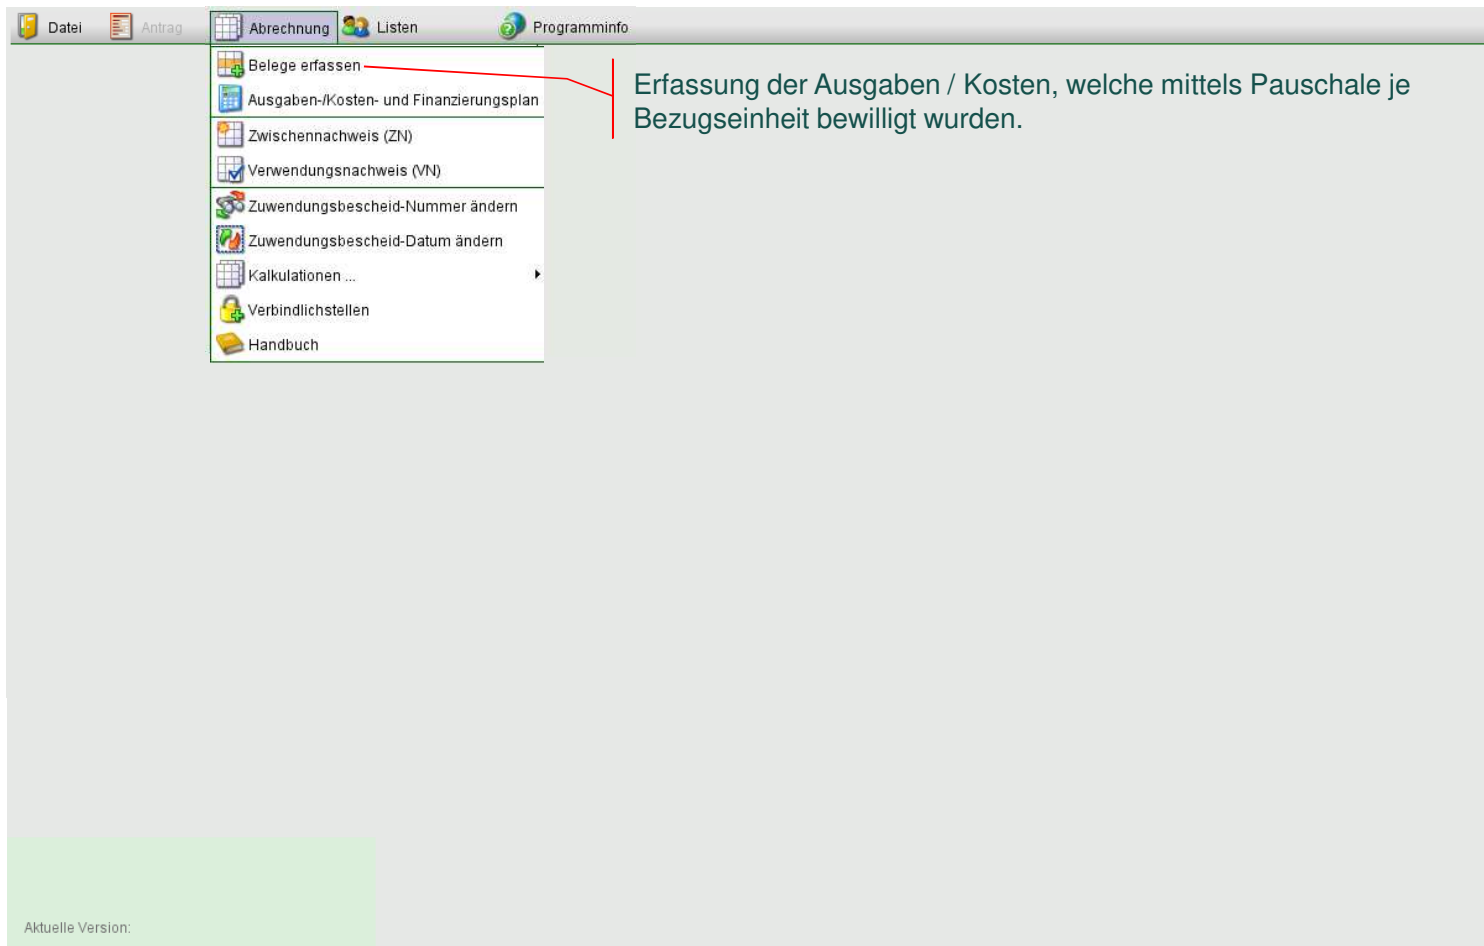 Datei Antrag Abrechnung Listen Programminfo
Belege erfassen
Ausgaben-/Kosten- und Finanzierungsplan
Zwischennachweis (ZN)
Verwendungsnachweis (VN)
Zuwendungsbescheid-Nummer ändern
Zuwendungsbescheid-Datum ändern
Kalkulationen ...
Verbindlichstellen
Handbuch
Erfassung der Ausgaben / Kosten, welche mittels Pauschale je
Bezugseinheit bewilligt wurden.
Aktuelle Version: